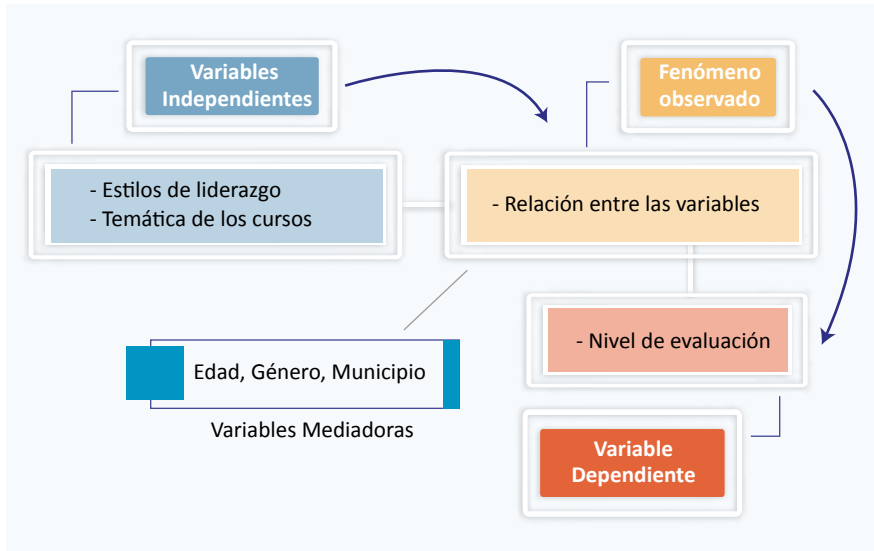 Variables
Independientes
Fenómeno
observado
- Estilos de liderazgo
- Temática de los cursos
- Relación entre las variables
- Nivel de evaluación
Edad, Género, Municipio
Variables Mediadoras
Variable
Dependiente